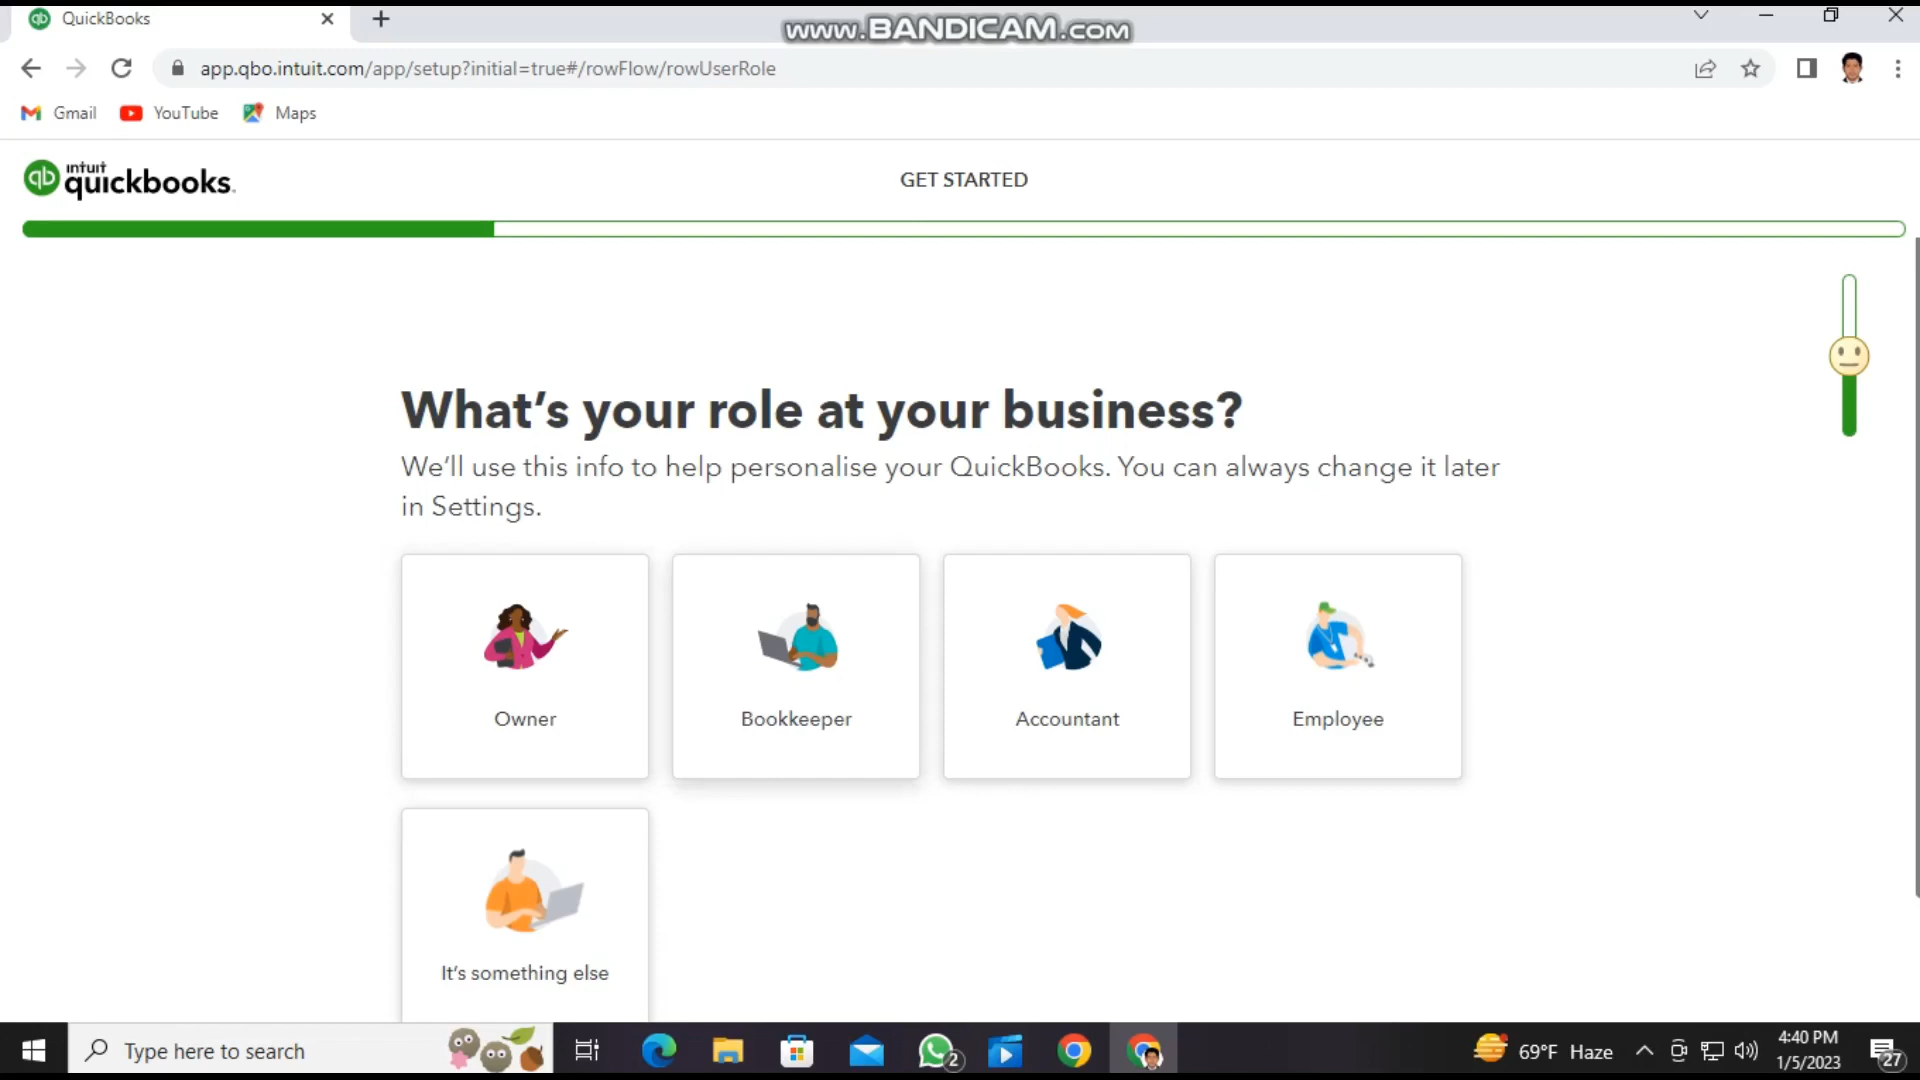 QuickBooks
www.BANDICAM.com
app.qbo.intuit.com/app/setup?initial=true#/rowFlow/rowUserRole
Gmail
YouTube
Maps
qb intuit quickbooks.
GET STARTED
What's your role at your business?
We'll use this info to help personalise your QuickBooks. You can always change it later
in Settings.
Owner
Bookkeeper
Accountant
Employee
It's something else
Type here to search
2
69°F Haze
4:40 PM
1/5/2023
27